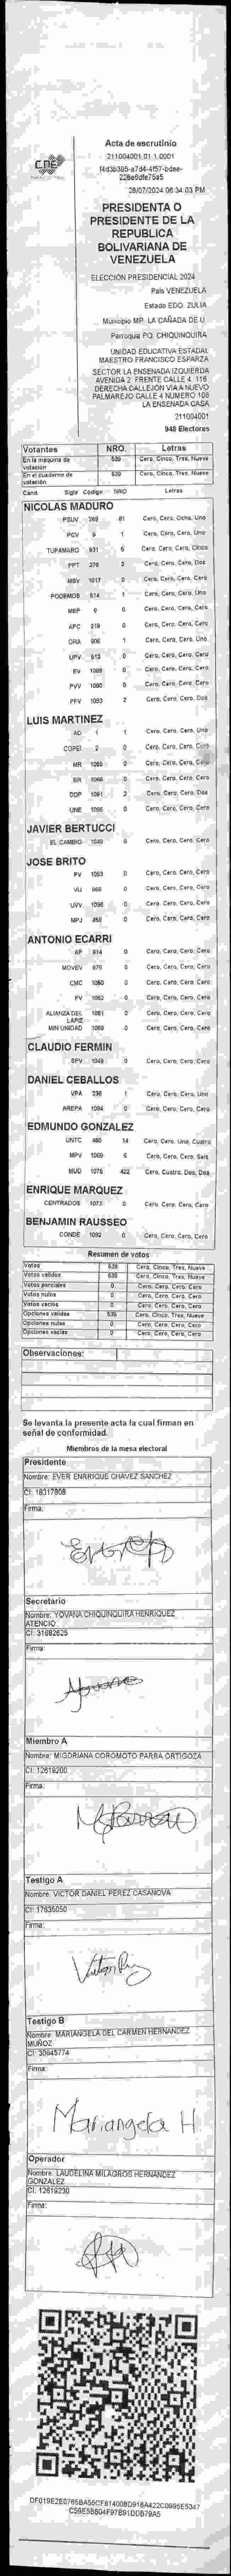 CNE
Acta de escrutinio
211004001.01.1.0001
f4d3b395-a7d4-4f57-bdee-
226e6dfe75a5
28/07/2024 06:34:03 PM
PRESIDENTA O
PRESIDENTE DE LA
REPUBLICA
BOLIVARIANA DE
VENEZUELA
ELECCIÓN PRESIDENCIAL 2024
País VENEZUELA
Estado EDO. ZULIA
Municipio MP. LA CAÑADA DE U.
Parroquia PQ. CHIQUINQUIRA
UNIDAD EDUCATIVA ESTADAL
MAESTRO FRANCISCO ESPARZA
SECTOR LA ENSENADA IZQUIERDA
AVENIDA 2. FRENTE CALLE 4. 116
DERECHA CALLEJÓN VIA A NUEVO
PALMAREJO CALLE 4 NUMERO 106
LA ENSENADA CASA
211004001
948 Electores
Votantes NRO. Letras
En la máquina de votación 539 Cero, Cinco, Tres, Nueve
En el cuaderno de votación 539 Cero, Cinco, Tres, Nueve
Cand. Sigla Código NRO Letras
NICOLAS MADURO
PSUV 269 81 Cero, Cero, Ocho, Uno
PCV 9 1 Cero, Cero, Cero, Uno
TUPAMARO 931 5 Cero, Cero, Cero, Cinco
PPT 276 2 Cero, Cero, Cero, Dos
MSV 1017 0 Cero, Cero, Cero, Cero
PODEMOS 514 1 Cero, Cero, Cero, Uno
MEP 6 0 Cero, Cero, Cero, Cero
APC 219 0 Cero, Cero, Cero, Cero
ORA 906 1 Cero, Cero, Cero, Uno
UPV 513 0 Cero, Cero, Cero, Cero
EV 1088 0 Cero, Cero, Cero, Cero
PVV 1090 0 Cero, Cero, Cero, Cero
PFV 1093 2 Cero, Cero, Cero, Dos
LUIS MARTINEZ
AD 1 1 Cero, Cero, Cero, Uno
COPEI 2 0 Cero, Cero, Cero, Cero
MR 1065 0 Cero, Cero, Cero, Cero
BR 1066 0 Cero, Cero, Cero, Cero
DDP 1091 2 Cero, Cero, Cero, Dos
UNE 1095 0 Cero, Cero, Cero, Cero
JAVIER BERTUCCI
EL CAMBIO 1048 0 Cero, Cero, Cero, Cero
JOSE BRITO
PV 1053 0 Cero, Cero, Cero, Cero
VU 969 0 Cero, Cero, Cero, Cero
UVV 1096 0 Cero, Cero, Cero, Cero
MPJ 458 0 Cero, Cero, Cero, Cero
ANTONIO ECARRI
AP 814 0 Cero, Cero, Cero, Cero
MOVEV 978 0 Cero, Cero, Cero, Cero
CMC 1050 0 Cero, Cero, Cero, Cero
FV 1052 0 Cero, Cero, Cero, Cero
ALIANZA DEL LAPIZ 1051 0 Cero, Cero, Cero, Cero
MIN UNIDAD 1068 0 Cero, Cero, Cero, Cero
CLAUDIO FERMIN
SPV 1049 0 Cero, Cero, Cero, Cero
DANIEL CEBALLOS
VPA 236 1 Cero, Cero, Cero, Uno
AREPA 1094 0 Cero, Cero, Cero, Cero
EDMUNDO GONZALEZ
UNTC 480 14 Cero, Cero, Uno, Cuatro
MPV 1069 6 Cero, Cero, Cero, Seis
MUD 1075 422 Cero, Cuatro, Dos, Dos
ENRIQUE MARQUEZ
CENTRADOS 1072 0 Cero, Cero, Cero, Cero
BENJAMIN RAUSSEO
CONDE 1092 0 Cero, Cero, Cero, Cero
Resumen de votos
Votos 539 Cero, Cinco, Tres, Nueve
Votos válidos 539 Cero, Cinco, Tres, Nueve
Votos parciales 0 Cero, Cero, Cero, Cero
Votos nulos 0 Cero, Cero, Cero, Cero
Votos vacíos 0 Cero, Cero, Cero, Cero
Opciones válidas 539 Cero, Cinco, Tres, Nueve
Opciones nulas 0 Cero, Cero, Cero, Cero
Opciones vacías 0 Cero, Cero, Cero, Cero
Observaciones:
Se levanta la presente acta la cual firman en
señal de conformidad.
Miembros de la mesa electoral
Presidente
Nombre: EVER ENRRIQUE CHAVEZ SANCHEZ
CI: 18317808
Firma:
Secretario
Nombre: YOVANA CHIQUINQUIRA HENRIQUEZ
ATENCIO
CI: 31082625
Firma:
Miembro A
Nombre: MIGDRIANA COROMOTO PARRA ORTIGOZA
CI: 12619200
Firma:
Testigo A
Nombre: VICTOR DANIEL PEREZ CASANOVA
CI: 17635050
Firma:
Testigo B
Nombre: MARIANGELA DEL CARMEN HERNANDEZ
MUÑOZ
CI: 30945774
Firma:
Mariangela H
Operador
Nombre: LAUDELINA MILAGROS HERNANDEZ
GONZALEZ
CI: 12619230
Firma:
DF019E2E0765BA55CF814008D916A422C0995E5347
C59E5B804F97B91DDB79A5